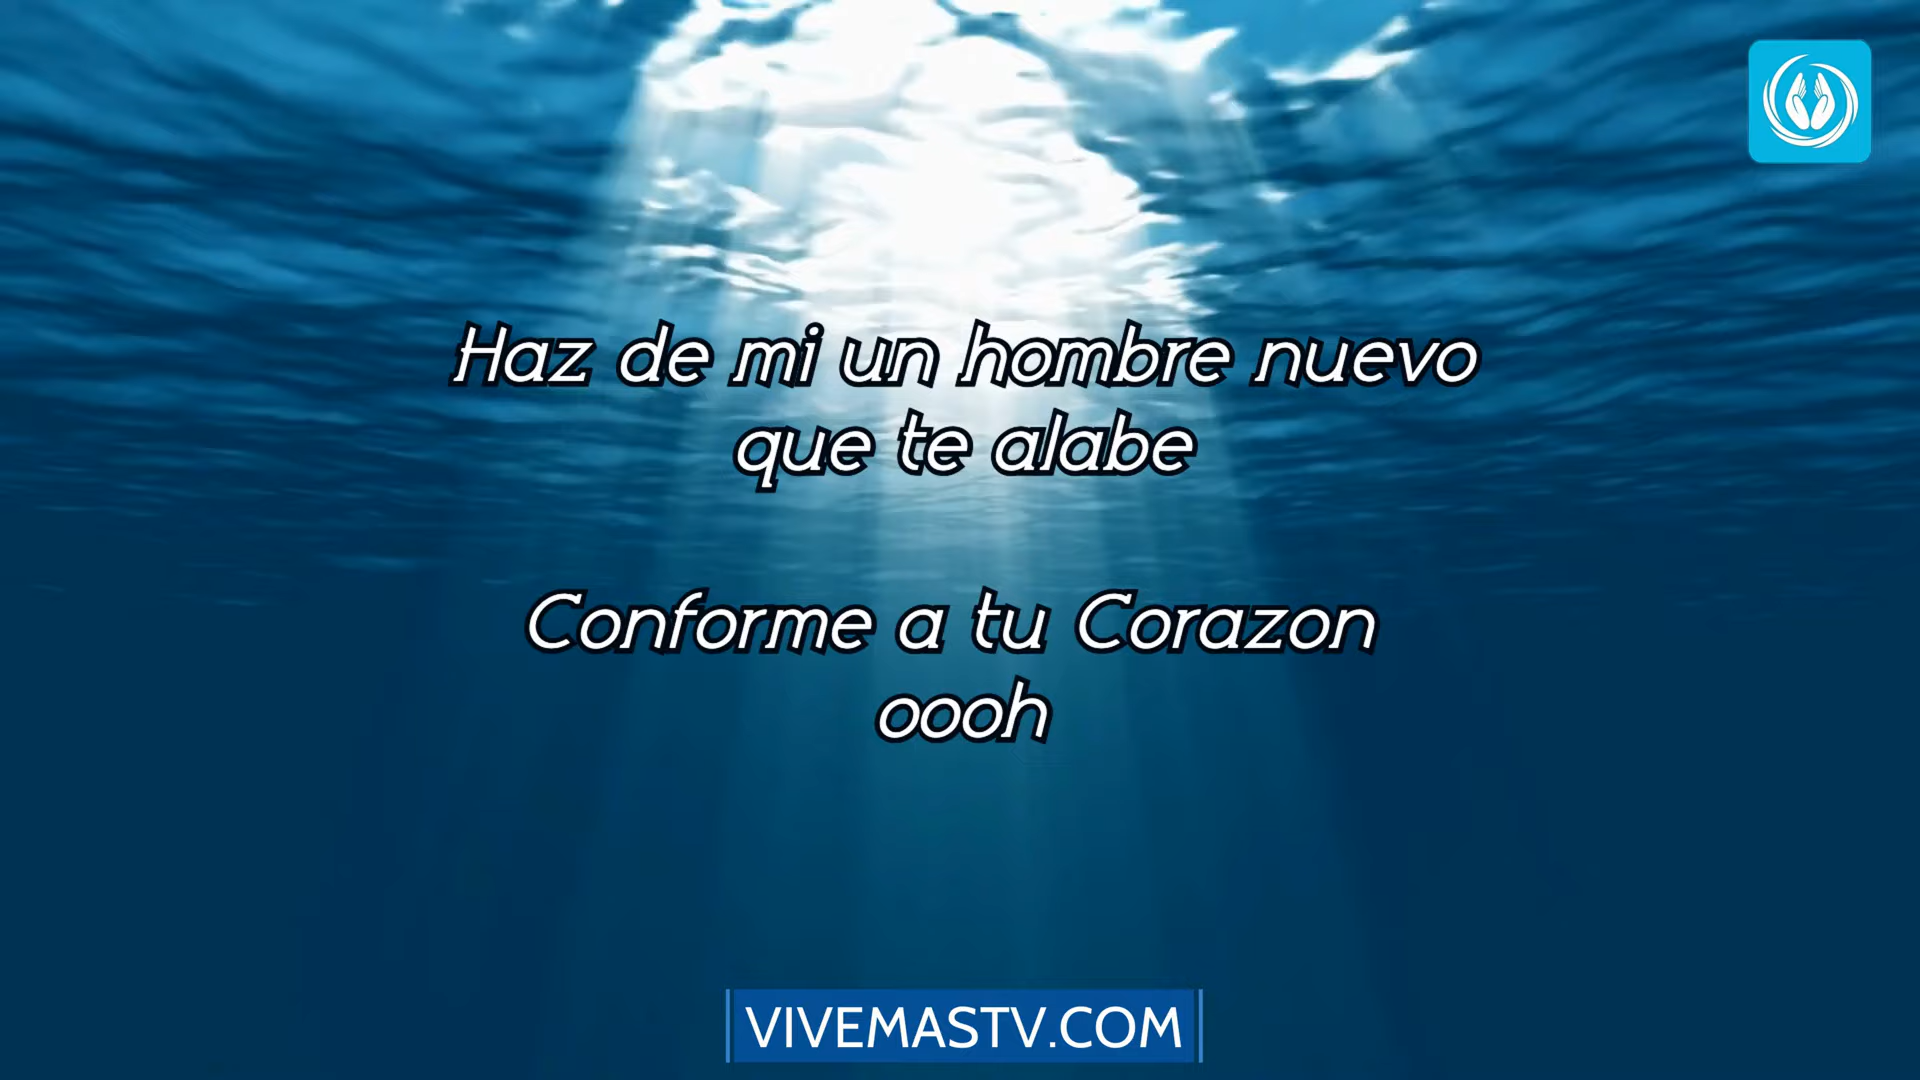 Haz de mi un hombre nuevo
que te alabe
Conforme a tu Corazon
oooh
VIVEMASTV.COM